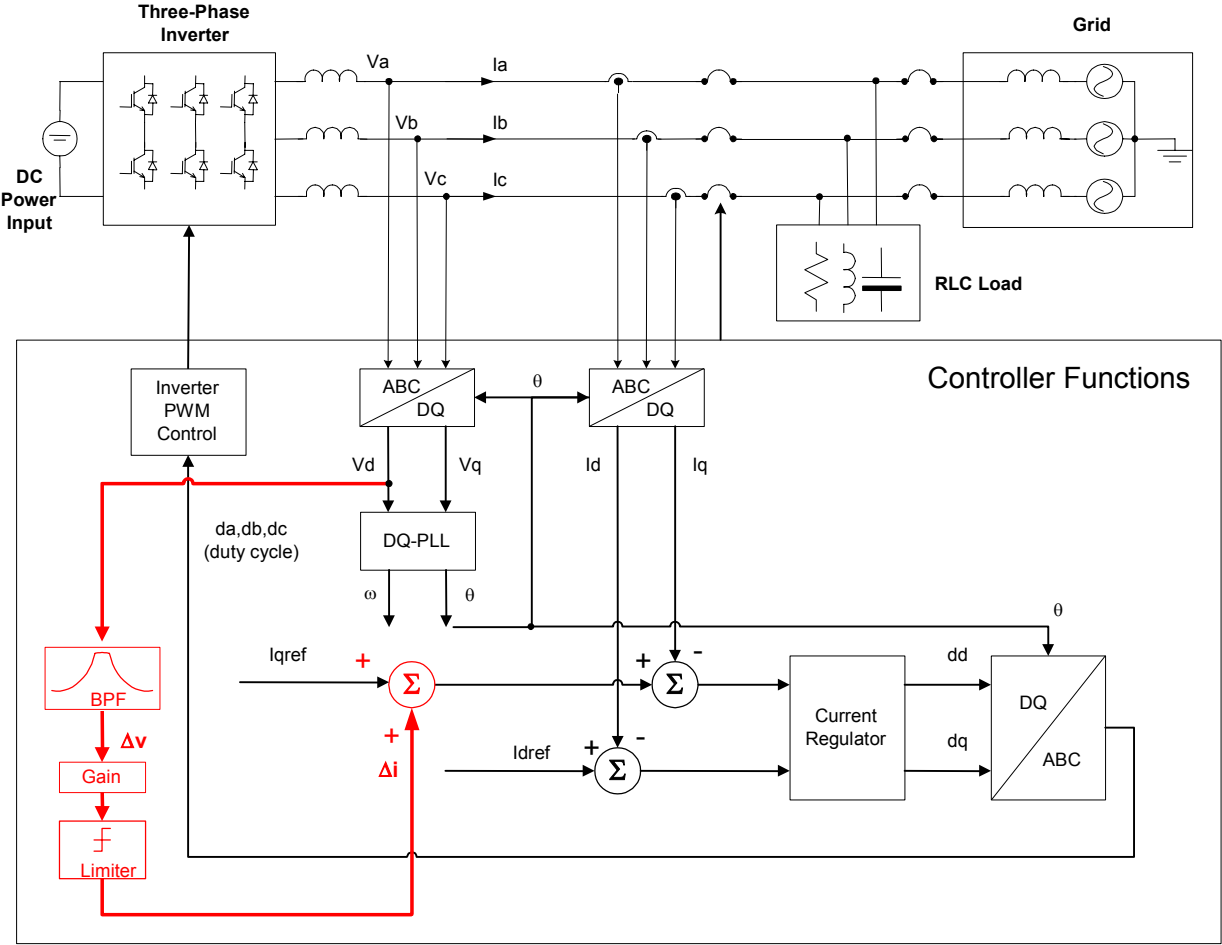 Three-Phase
Inverter
Grid
Va
Ia
Vb
Ib
Vc
Ic
DC
Power
Input
RLC Load
Controller Functions
Inverter
PWM
Control
ABC
DQ
θ
ABC
DQ
Vd
Vq
Id
Iq
da,db,dc
(duty cycle)
DQ-PLL
ω
θ
θ
Iqref
+
Σ
+
-
Σ
BPF
Δv
+
Δi
Gain
Limiter
Idref
+
-
Σ
Current
Regulator
dd
dq
DQ
ABC